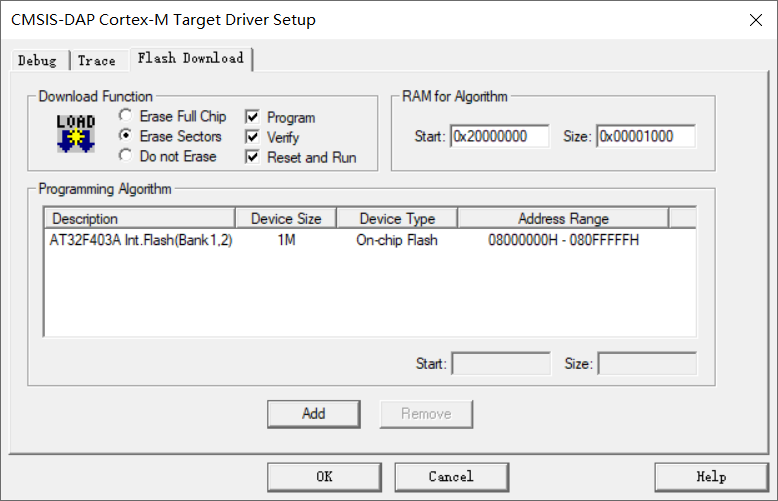 CMSIS-DAP Cortex-M Target Driver Setup
Debug Trace Flash Download
Download Function
LOAD
Erase Full Chip Program
Erase Sectors Verify
Do not Erase Reset and Run
RAM for Algorithm
Start: 0x20000000 Size: 0x00001000
Programming Algorithm
Description Device Size Device Type Address Range
AT32F403A Int.Flash(Bank1,2) 1M On-chip Flash 08000000H - 080FFFFFH
Start: Size:
Add Remove
OK Cancel Help